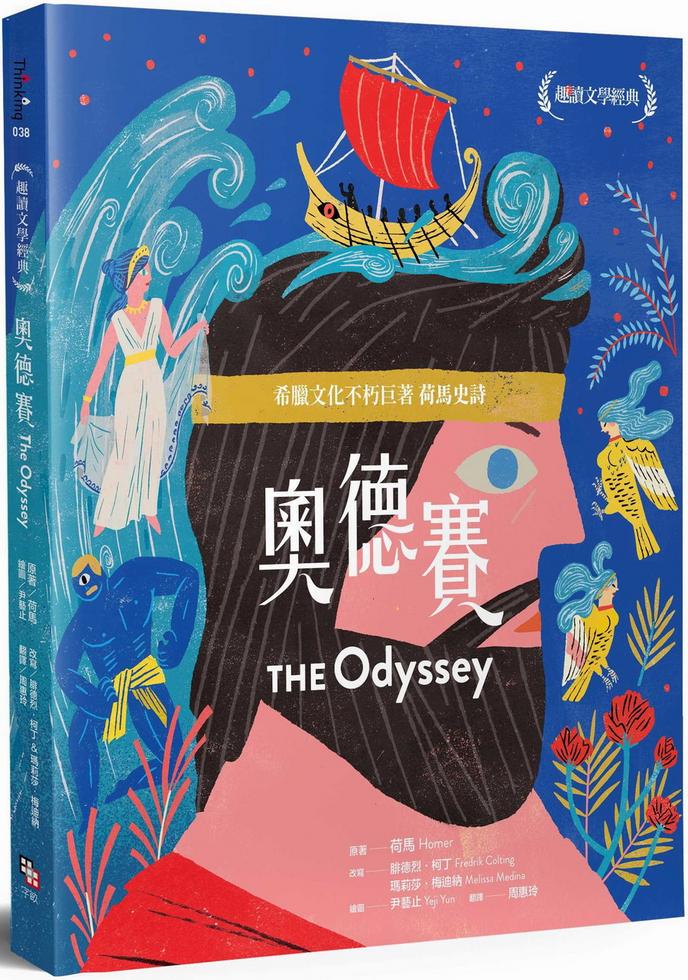 Thinking
038
趣讀文學經典
奧德賽 The Odyssey
原著／荷馬 改寫／腓德烈・柯丁 & 瑪莉莎・梅迪納
繪圖／尹藝止 翻譯／周惠玲
字畝
趣讀文學經典
希臘文化不朽巨著 荷馬史詩
奧德賽
THE Odyssey
原著 — 荷馬 Homer
改寫 — 腓德烈・柯丁 Fredrik Colting
瑪莉莎・梅迪納 Melissa Medina
繪圖 — 尹藝止 Yeji Yun 翻譯 — 周惠玲